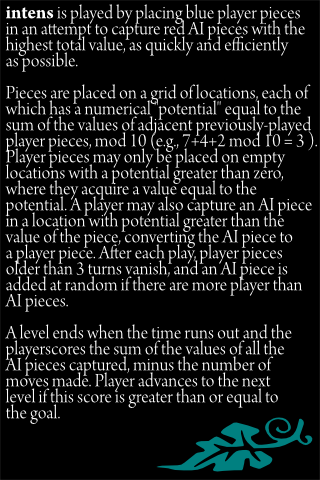 intens is played by placing blue player pieces
in an attempt to capture red AI pieces with the
highest total value, as quickly and efficiently
as possible.
Pieces are placed on a grid of locations, each of
which has a numerical "potential" equal to the
sum of the values of adjacent previously-played
player pieces, mod 10 (e.g., 7+4+2 mod 10 = 3 ).
Player pieces may only be placed on empty
locations with a potential greater than zero,
where they acquire a value equal to the
potential. A player may also capture an AI piece
in a location with potential greater than the
value of the piece, converting the AI piece to
a player piece. After each play, player pieces
older than 3 turns vanish, and an AI piece is
added at random if there are more player than
AI pieces.
A level ends when the time runs out and the
playerscores the sum of the values of all the
AI pieces captured, minus the number of
moves made. Player advances to the next
level if this score is greater than or equal to
the goal.